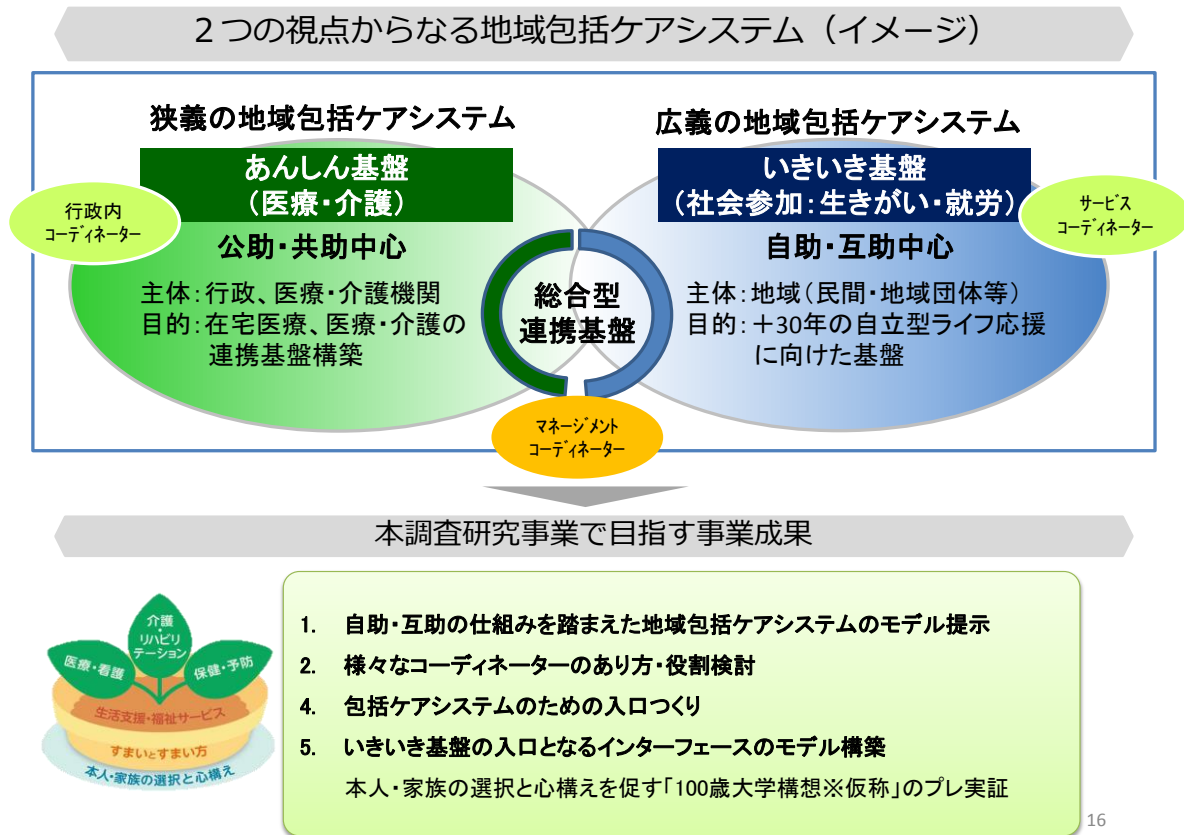 ２つの視点からなる地域包括ケアシステム（イメージ）
狭義の地域包括ケアシステム
あんしん基盤
（医療・介護）
行政内
ｺｰﾃﾞｨﾈｰﾀｰ
公助・共助中心
主体：行政、医療・介護機関
目的：在宅医療、医療・介護の
連携基盤構築
広義の地域包括ケアシステム
いきいき基盤
（社会参加：生きがい・就労）
ｻｰﾋﾞｽ
ｺｰﾃﾞｨﾈｰﾀｰ
自助・互助中心
主体：地域（民間・地域団体等）
目的：＋30年の自立型ライフ応援
に向けた基盤
総合型
連携基盤
ﾏﾈｰｼﾞﾒﾝﾄ
ｺｰﾃﾞｨﾈｰﾀｰ
本調査研究事業で目指す事業成果
介護
・
リハビリ
テーション
医療・看護
保健・予防
生活支援・福祉サービス
すまいとすまい方
本人・家族の選択と心構え
1. 自助・互助の仕組みを踏まえた地域包括ケアシステムのモデル提示
2. 様々なコーディネーターのあり方・役割検討
4. 包括ケアシステムのための入口つくり
5. いきいき基盤の入口となるインターフェースのモデル構築
本人・家族の選択と心構えを促す「100歳大学構想※仮称」のプレ実証
16